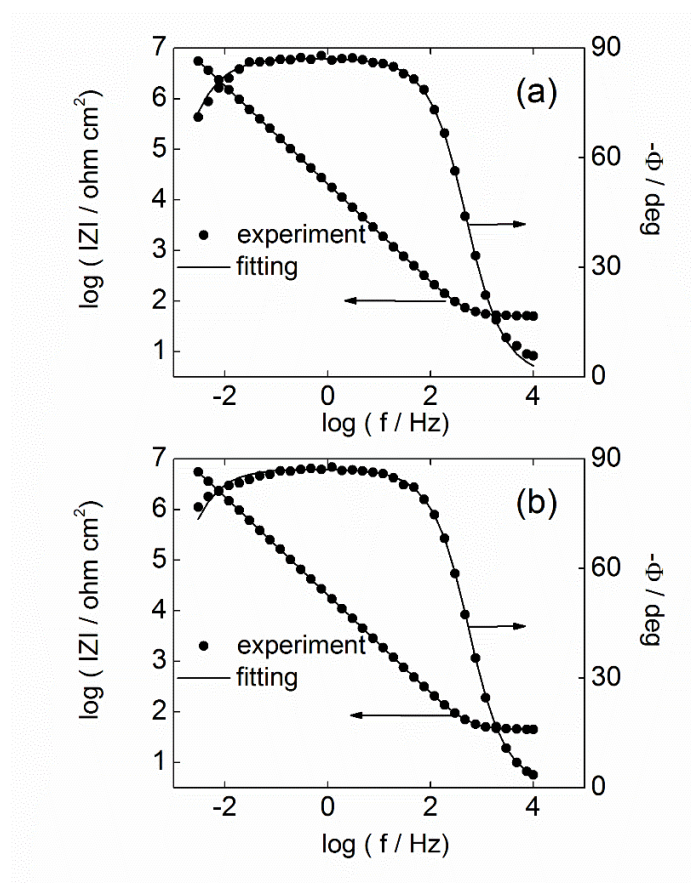 7
6
5
4
3
2
1
log ( IZI / ohm cm²)
90
60
30
0
-Φ / deg
(a)
experiment
fitting
-2
0
2
4
log ( f / Hz)
7
6
5
4
3
2
1
log ( IZI / ohm cm²)
90
60
30
0
-Φ / deg
(b)
experiment
fitting
-2
0
2
4
log ( f / Hz)